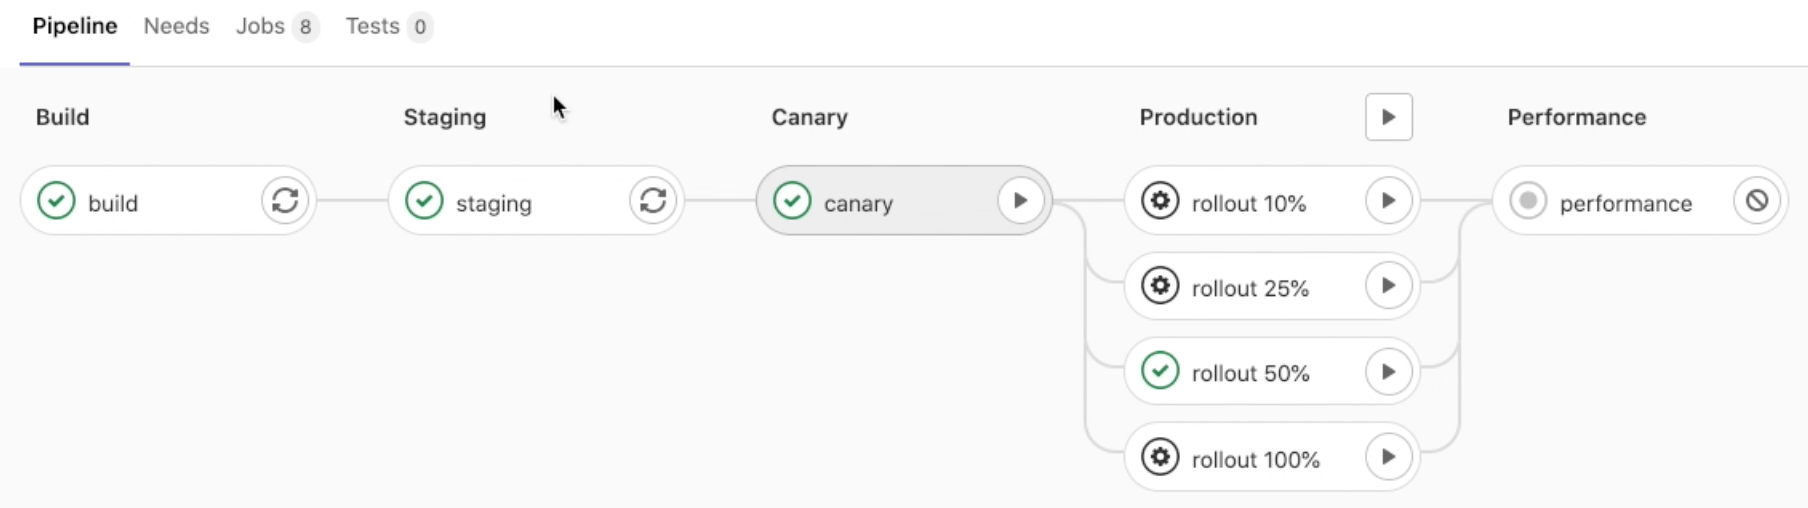 Pipeline Needs Jobs 8 Tests 0
Build Staging Canary Production Performance
build staging canary rollout 10% performance
rollout 25%
rollout 50%
rollout 100%